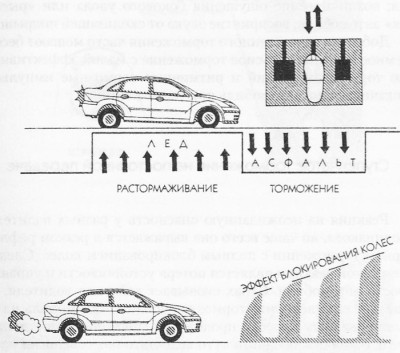 ЛЕД
АСФАЛЬТ
РАСТОРМАЖИВАНИЕ
ТОРМОЖЕНИЕ
ЭФФЕКТ БЛОКИРОВАНИЯ КОЛЕС